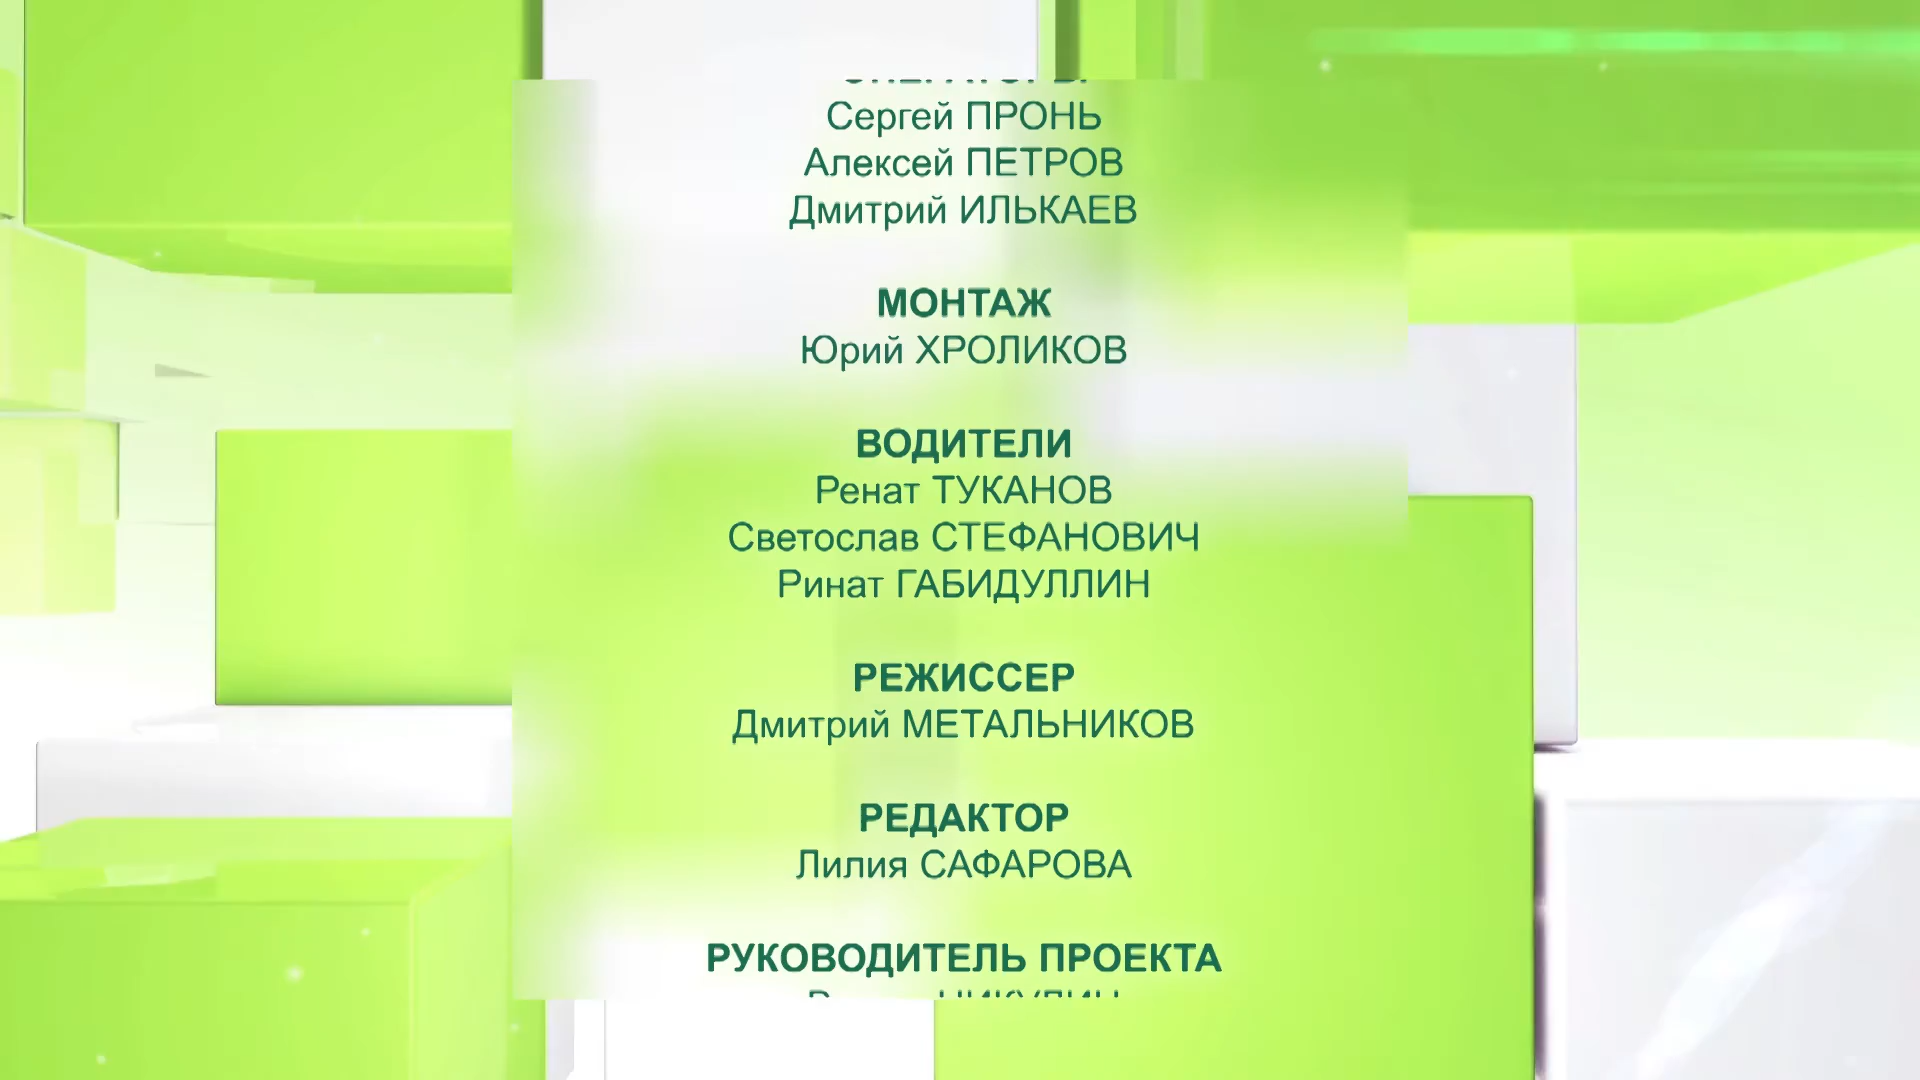 Сергей ПРОНЬ
Алексей ПЕТРОВ
Дмитрий ИЛЬКАЕВ
МОНТАЖ
Юрий ХРОЛИКОВ
ВОДИТЕЛИ
Ренат ТУКАНОВ
Светослав СТЕФАНОВИЧ
Ринат ГАБИДУЛЛИН
РЕЖИССЕР
Дмитрий МЕТАЛЬНИКОВ
РЕДАКТОР
Лилия САФАРОВА
РУКОВОДИТЕЛЬ ПРОЕКТА